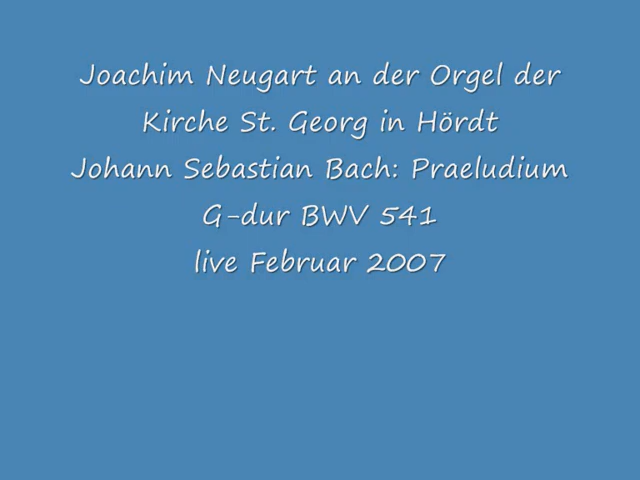 Joachim Neugart an der Orgel der
Kirche St. Georg in Hördt
Johann Sebastian Bach: Praeludium
G-dur BWV 541
live Februar 2007